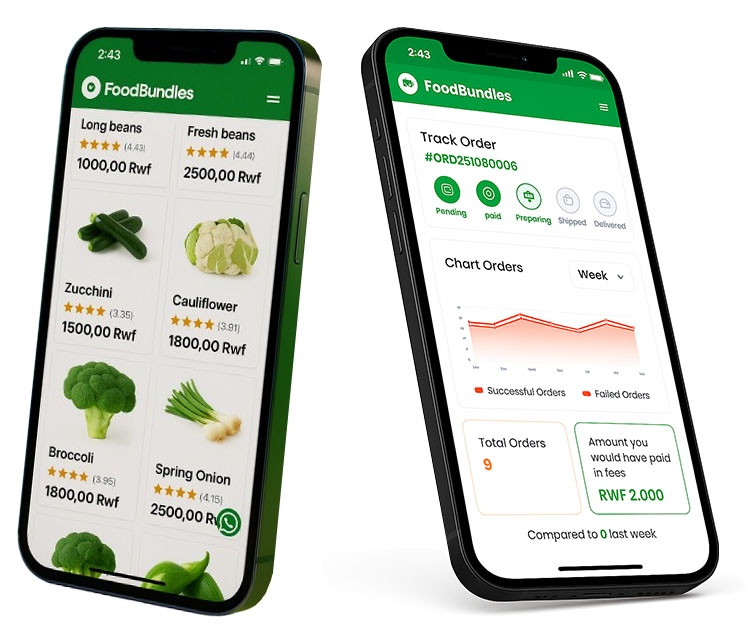 2:43
FoodBundles
Long beans
(4.43)
1000,00 Rwf
Fresh beans
(4.44)
2500,00 Rwf
Zucchini
(3.35)
1500,00 Rwf
Cauliflower
(3.91)
1800,00 Rwf
Broccoli
(3.95)
1800,00 Rwf
Spring Onion
(4.15)
2500,00
2:43
FoodBundles
Track Order
#ORD251080006
Pending
paid
Preparing
Shipped
Delivered
Chart Orders
Week
Successful Orders
Failed Orders
Total Orders
9
Amount you
would have paid
in fees
RWF 2.000
Compared to 0 last week